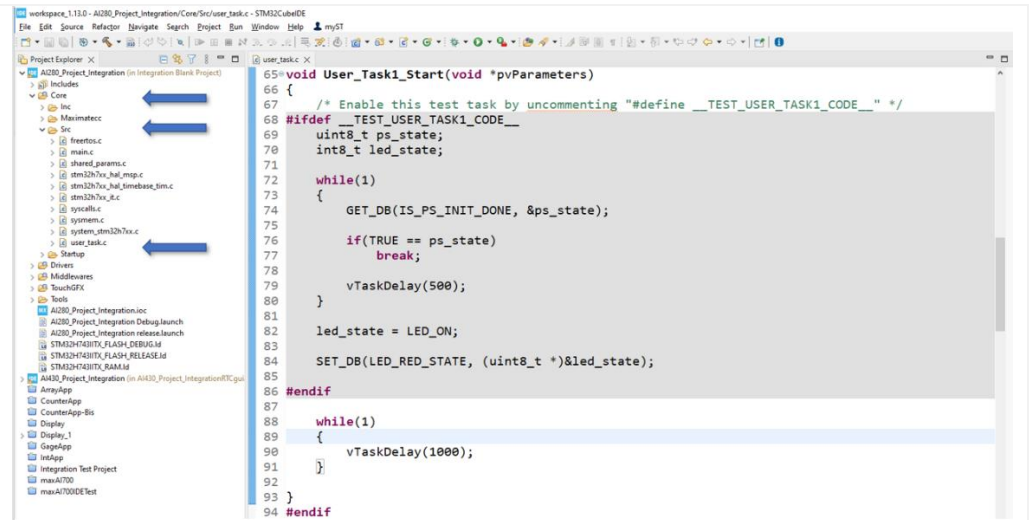 workspace_1.13.0 - AI280_Project_Integration/Core/Src/user_task.c - STM32CubeIDE
File Edit Source Refactor Navigate Search Project Run Window Help myST
Project Explorer
AI280_Project_Integration (in Integration Blank Project)
Includes
Core
Inc
Maximatecc
Src
freertos.c
main.c
shared_params.c
stm32h7xx_hal_msp.c
stm32h7xx_hal_timebase_tim.c
stm32h7xx_it.c
syscalls.c
sysmem.c
system_stm32h7xx.c
user_task.c
Startup
Drivers
Middlewares
TouchGFX
Tools
AI280_Project_Integration.ioc
AI280_Project_Integration Debug.launch
AI280_Project_Integration release.launch
STM32H743IITX_FLASH_DEBUG.ld
STM32H743IITX_FLASH_RELEASE.ld
STM32H743IITX_RAM.ld
AI430_Project_Integration (in AI430_Project_IntegrationRTCgui
ArrayApp
CounterApp
CounterApp-Bis
Display
Display_1
GageApp
IntApp
Integration Test Project
maxAI700
maxAI700IDETest
user_task.c
65 void User_Task1_Start(void *pvParameters)
66 {
67 /* Enable this test task by uncommenting "#define __TEST_USER_TASK1_CODE__" */
68 #ifdef __TEST_USER_TASK1_CODE__
69 uint8_t ps_state;
70 int8_t led_state;
71
72 while(1)
73 {
74 GET_DB(IS_PS_INIT_DONE, &ps_state);
75
76 if(TRUE == ps_state)
77 break;
78
79 vTaskDelay(500);
80 }
81
82 led_state = LED_ON;
83
84 SET_DB(LED_RED_STATE, (uint8_t *)&led_state);
85
86 #endif
87
88 while(1)
89 {
90 vTaskDelay(1000);
91 }
92
93 }
94 #endif